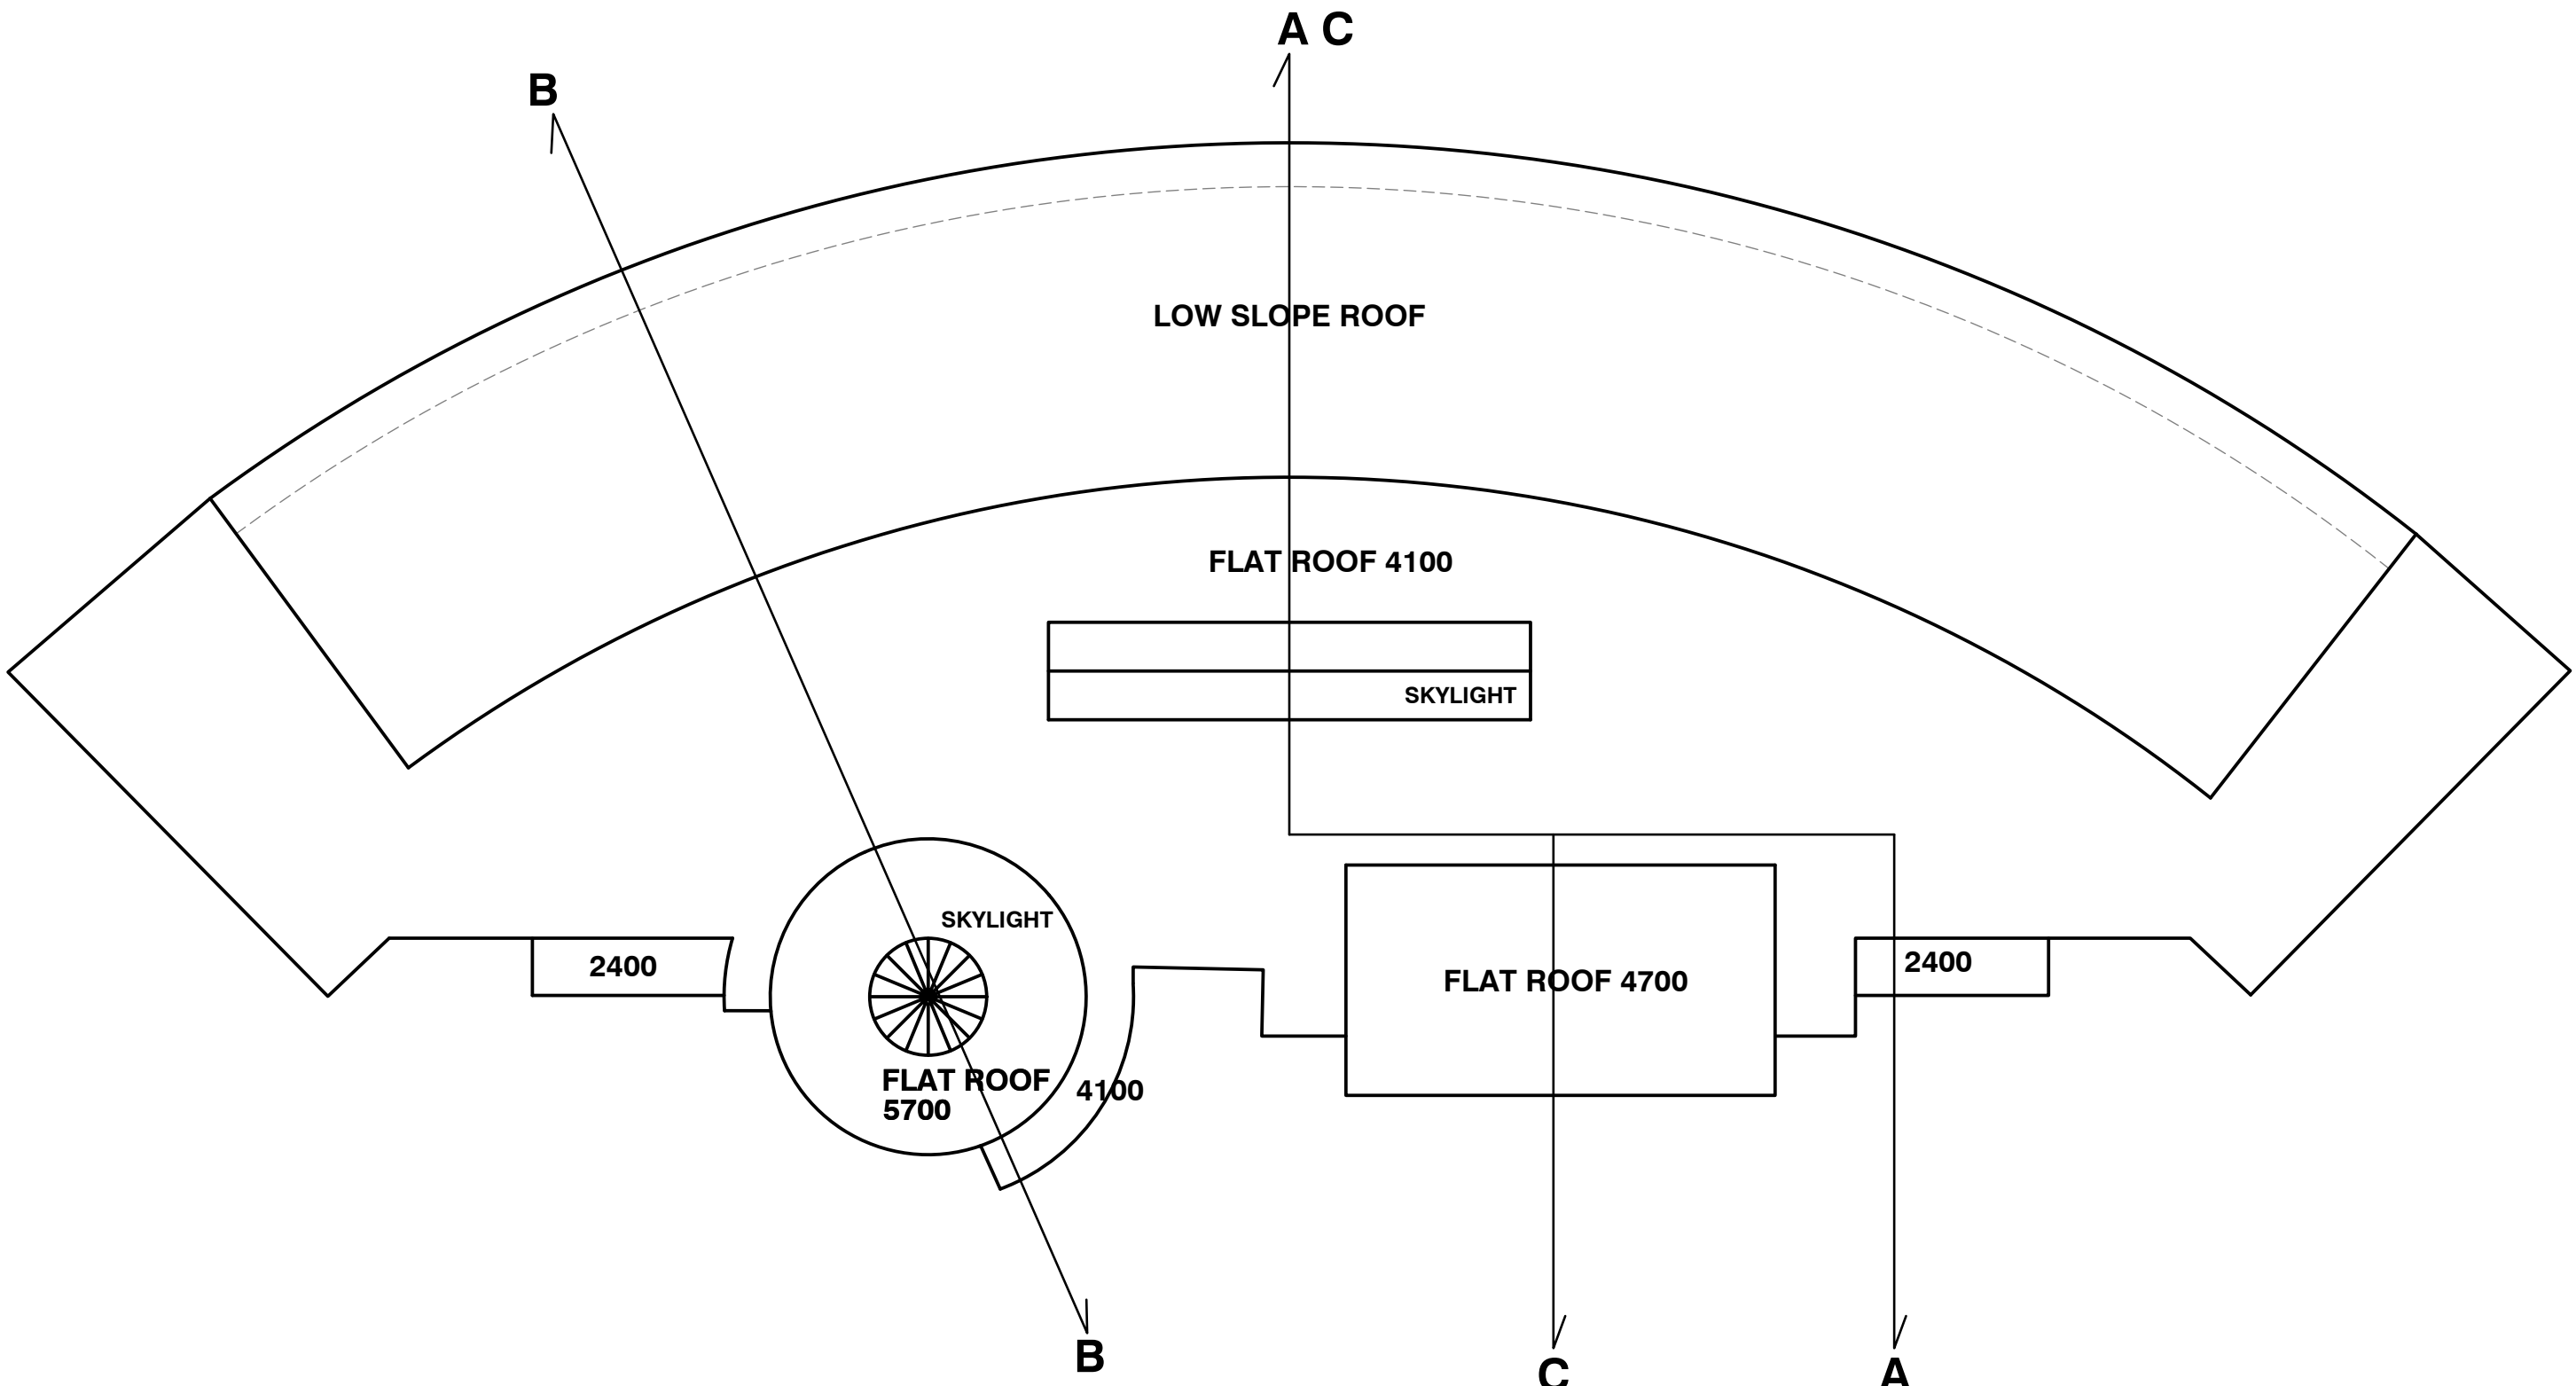 A C
B
LOW SLOPE ROOF
FLAT ROOF 4100
SKYLIGHT
SKYLIGHT
2400
2400
FLAT ROOF 4700
FLAT ROOF
5700
4100
B
C
A